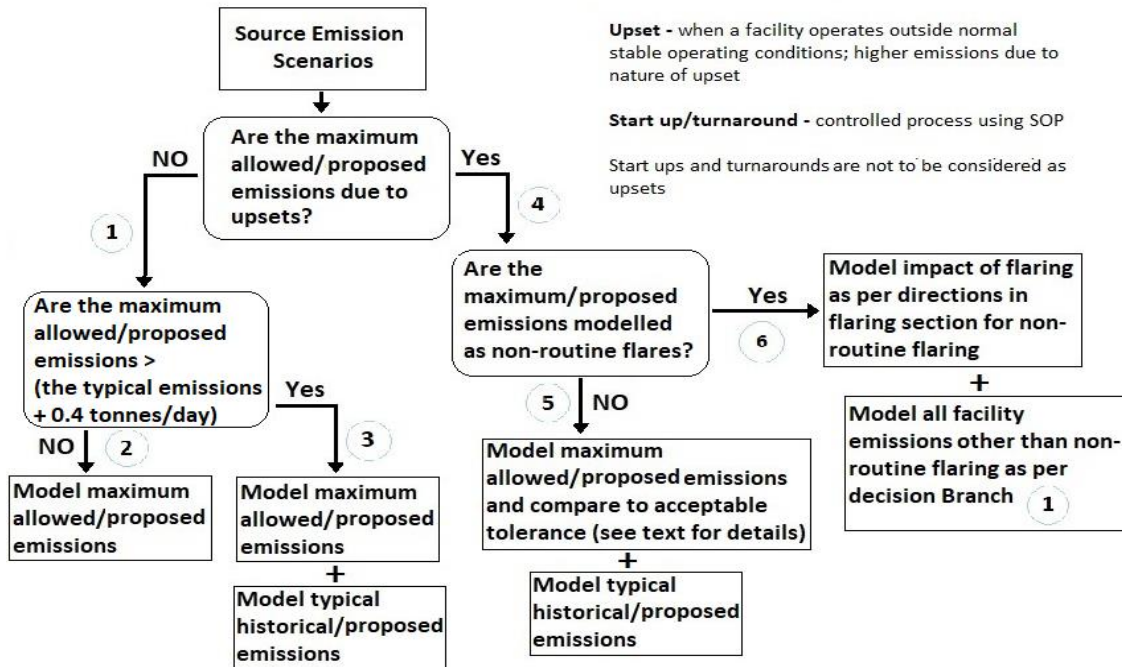 Source Emission
Scenarios
Upset - when a facility operates outside normal
stable operating conditions; higher emissions due to
nature of upset
Start up/turnaround - controlled process using SOP
Start ups and turnarounds are not to be considered as
upsets
NO
Are the maximum
allowed/proposed
emissions due to
upsets?
Yes
1
4
Are the maximum
allowed/proposed
emissions >
(the typical emissions
+ 0.4 tonnes/day)
Are the
maximum/proposed
emissions modelled
as non-routine flares?
Yes
6
Model impact of flaring
as per directions in
flaring section for non-
routine flaring
+
Model all facility
emissions other than non-
routine flaring as per
decision Branch 1
Yes
3
NO 2
5 NO
Model maximum
allowed/proposed
emissions
Model maximum
allowed/proposed
emissions
+
Model typical
historical/proposed
emissions
Model maximum
allowed/proposed emissions
and compare to acceptable
tolerance (see text for details)
+
Model typical
historical/proposed
emissions